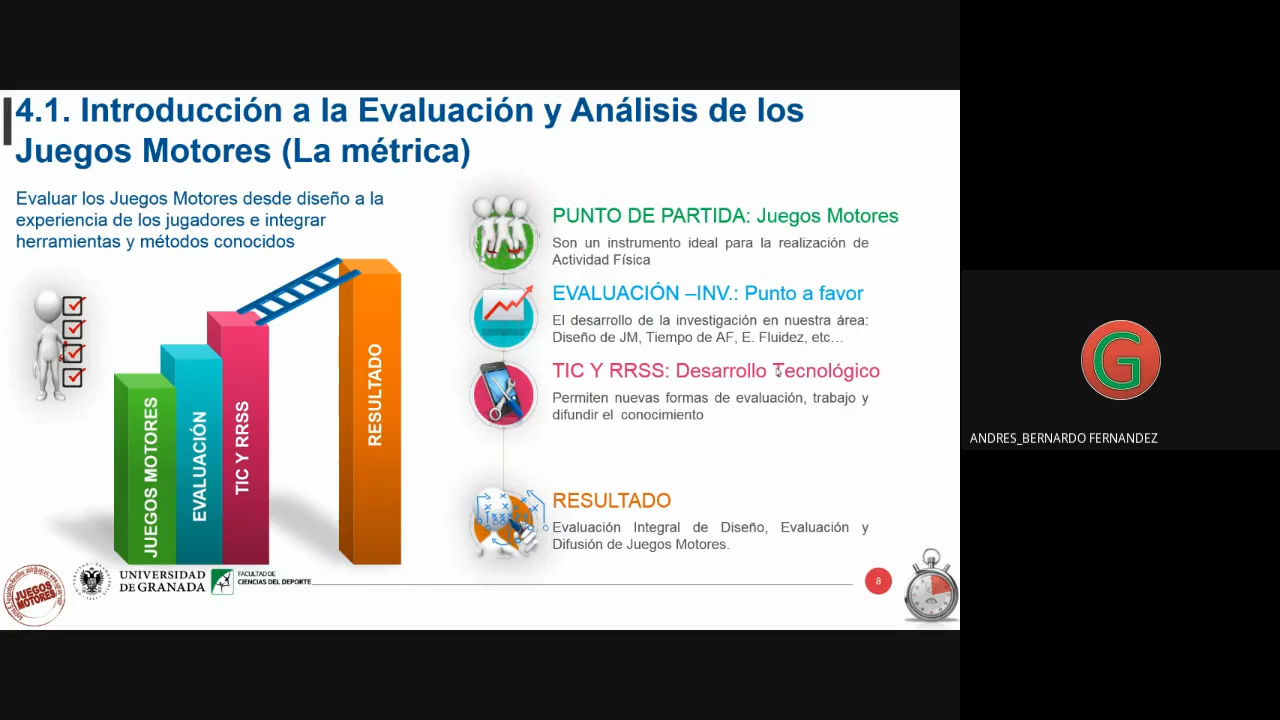 4.1. Introducción a la Evaluación y Análisis de los
Juegos Motores (La métrica)
Evaluar los Juegos Motores desde diseño a la
experiencia de los jugadores e integrar
herramientas y métodos conocidos
JUEGOS MOTORES
EVALUACIÓN
TIC Y RRSS
RESULTADO
PUNTO DE PARTIDA: Juegos Motores
Son un instrumento ideal para la realización de
Actividad Física
EVALUACIÓN –INV.: Punto a favor
El desarrollo de la investigación en nuestra área:
Diseño de JM, Tiempo de AF, E. Fluidez, etc…
TIC Y RRSS: Desarrollo Tecnológico
Permiten nuevas formas de evaluación, trabajo y
difundir el conocimiento
RESULTADO
Evaluación Integral de Diseño, Evaluación y
Difusión de Juegos Motores.
JUEGOS
MOTORES
UNIVERSIDAD
DE GRANADA
FACULTAD DE
CIENCIAS DEL DEPORTE
8
G
ANDRES_BERNARDO FERNANDEZ